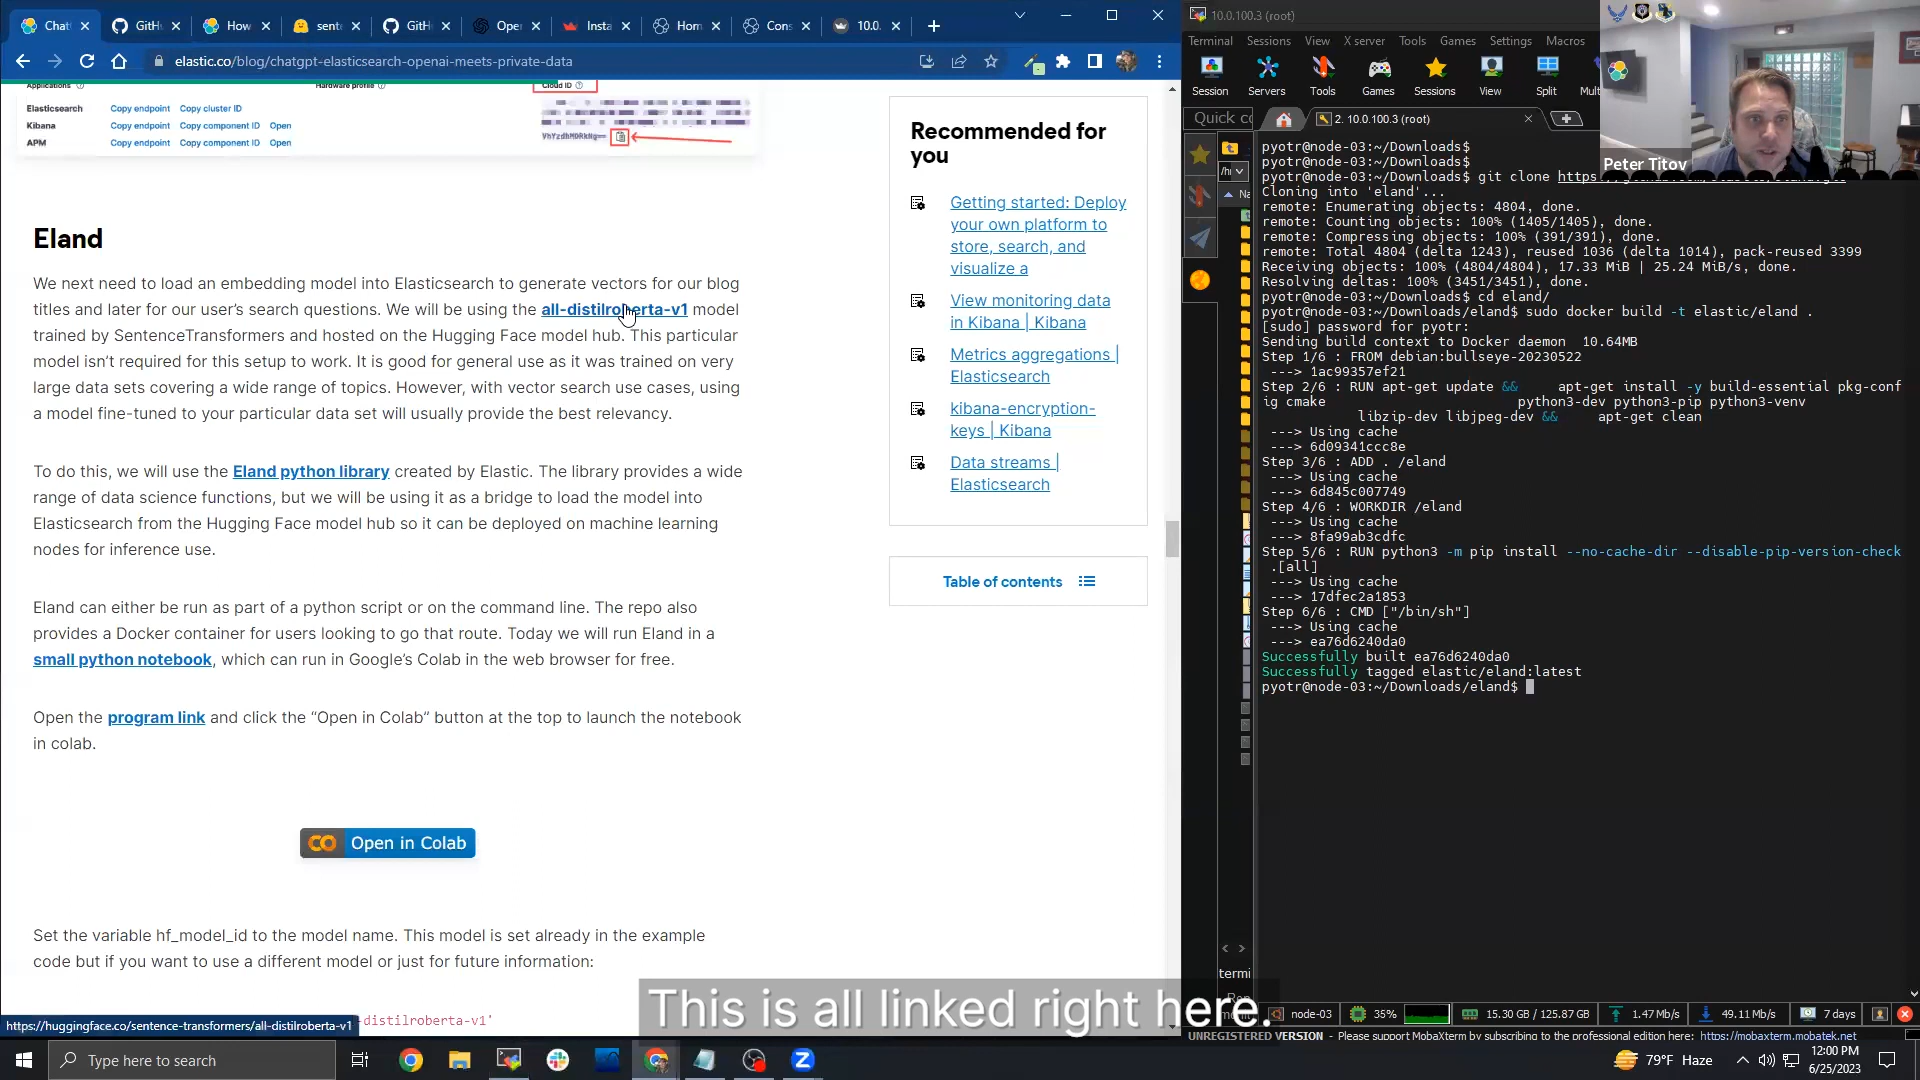 Chat
GitH
How
sente
GitH
Ope
Insta
Hom
Cons
10.0.
elastic.co/blog/chatgpt-elasticsearch-openai-meets-private-data
Applications
Hardware profile
Cloud ID
Elasticsearch Copy endpoint Copy cluster ID
Kibana Copy endpoint Copy component ID Open
APM Copy endpoint Copy component ID Open
Eland
We next need to load an embedding model into Elasticsearch to generate vectors for our blog
titles and later for our user's search questions. We will be using the all-distilroberta-v1 model
trained by SentenceTransformers and hosted on the Hugging Face model hub. This particular
model isn't required for this setup to work. It is good for general use as it was trained on very
large data sets covering a wide range of topics. However, with vector search use cases, using
a model fine-tuned to your particular data set will usually provide the best relevancy.
To do this, we will use the Eland python library created by Elastic. The library provides a wide
range of data science functions, but we will be using it as a bridge to load the model into
Elasticsearch from the Hugging Face model hub so it can be deployed on machine learning
nodes for inference use.
Eland can either be run as part of a python script or on the command line. The repo also
provides a Docker container for users looking to go that route. Today we will run Eland in a
small python notebook, which can run in Google's Colab in the web browser for free.
Open the program link and click the “Open in Colab” button at the top to launch the notebook
in colab.
Open in Colab
Set the variable hf_model_id to the model name. This model is set already in the example
code but if you want to use a different model or just for future information:
-distilroberta-v1'
https://huggingface.co/sentence-transformers/all-distilroberta-v1
Recommended for
you
Getting started: Deploy
your own platform to
store, search, and
visualize a
View monitoring data
in Kibana | Kibana
Metrics aggregations |
Elasticsearch
kibana-encryption-
keys | Kibana
Data streams |
Elasticsearch
Table of contents
10.0.100.3 (root)
Terminal Sessions View X server Tools Games Settings Macros
Session Servers Tools Games Sessions View Split Mult
Quick co
2. 10.0.100.3 (root)
Peter Titov
pyotr@node-03:~/Downloads$
pyotr@node-03:~/Downloads$
pyotr@node-03:~/Downloads$ git clone
Cloning into 'eland'...
remote: Enumerating objects: 4804, done.
remote: Counting objects: 100% (1405/1405), done.
remote: Compressing objects: 100% (391/391), done.
remote: Total 4804 (delta 1243), reused 1036 (delta 1014), pack-reused 3399
Receiving objects: 100% (4804/4804), 17.33 MiB | 25.24 MiB/s, done.
Resolving deltas: 100% (3451/3451), done.
pyotr@node-03:~/Downloads$ cd eland/
pyotr@node-03:~/Downloads/eland$ sudo docker build -t elastic/eland .
[sudo] password for pyotr:
Sending build context to Docker daemon  10.64MB
Step 1/6 : FROM debian:bullseye-20230522
---> 1ac99357ef21
Step 2/6 : RUN apt-get update && apt-get install -y build-essential pkg-conf
ig cmake python3-dev python3-pip python3-venv
libzip-dev libjpeg-dev && apt-get clean
---> Using cache
---> 6d09341ccc8e
Step 3/6 : ADD . /eland
---> Using cache
---> 6d845c007749
Step 4/6 : WORKDIR /eland
---> Using cache
---> 8fa99ab3cdfc
Step 5/6 : RUN python3 -m pip install --no-cache-dir --disable-pip-version-check
.[all]
---> Using cache
---> 17dfec2a1853
Step 6/6 : CMD ["/bin/sh"]
---> Using cache
---> ea76d6240da0
Successfully built ea76d6240da0
Successfully tagged elastic/eland:latest
pyotr@node-03:~/Downloads/eland$
termi
This is all linked right here.
node-03 35% 15.30 GB / 125.87 GB 1.47 Mb/s 49.11 Mb/s 7 days
UNREGISTERED VERSION - Please support MobaXterm by subscribing to the professional edition here: https://mobaxterm.mobatek.net
Type here to search
79°F Haze
12:00 PM
6/25/2023